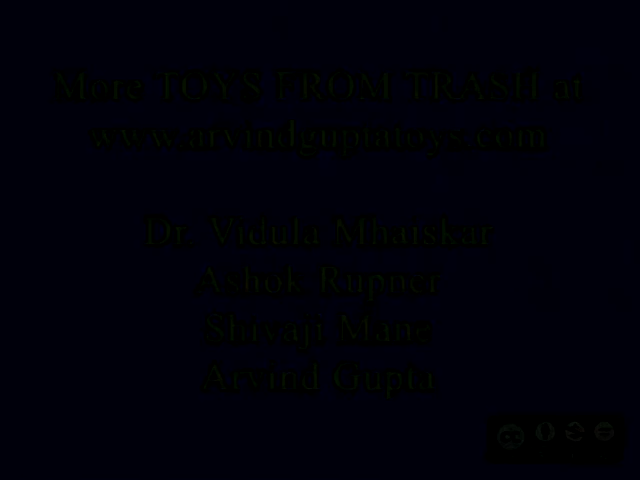 More TOYS FROM TRASH at
www.arvindguptatoys.com
Dr. Vidula Mhaiskar
Ashok Rupner
Shivaji Mane
Arvind Gupta